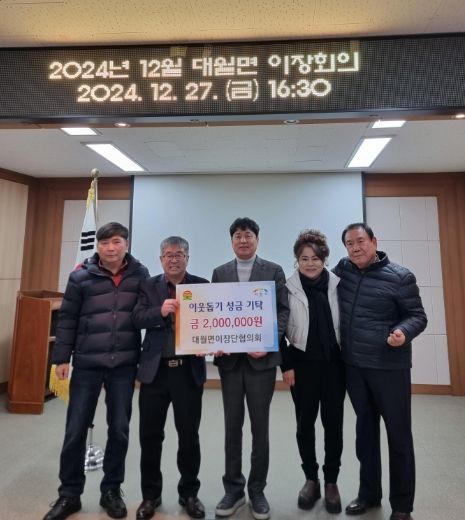 2024년 12월 대월면 이장회의
2024. 12. 27. (금) 16:30
이웃돕기 성금 기탁
금 2,000,000원
대월면이장단협의회